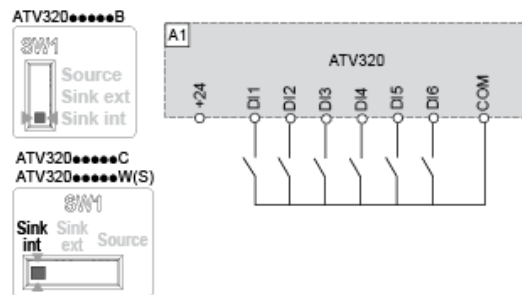 ATV320●●●●●B
SW1
Source
Sink ext
Sink int
ATV320●●●●●C
ATV320●●●●●W(S)
SW1
Sink int
Sink ext
Source
A1
ATV320
+24
DI1
DI2
DI3
DI4
DI5
DI6
COM